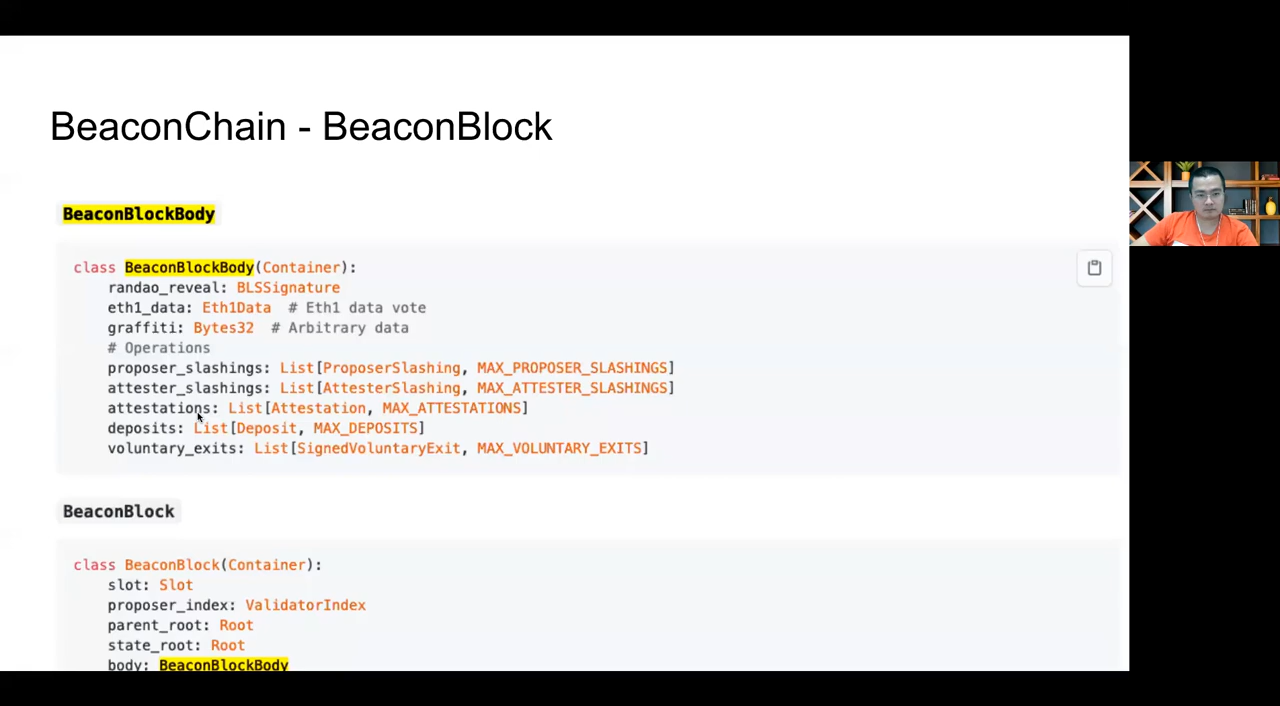 BeaconChain - BeaconBlock
BeaconBlockBody
class BeaconBlockBody(Container):
    randao_reveal: BLSSignature
    eth1_data: Eth1Data  # Eth1 data vote
    graffiti: Bytes32  # Arbitrary data
    # Operations
    proposer_slashings: List[ProposerSlashing, MAX_PROPOSER_SLASHINGS]
    attester_slashings: List[AttesterSlashing, MAX_ATTESTER_SLASHINGS]
    attestations: List[Attestation, MAX_ATTESTATIONS]
    deposits: List[Deposit, MAX_DEPOSITS]
    voluntary_exits: List[SignedVoluntaryExit, MAX_VOLUNTARY_EXITS]
BeaconBlock
class BeaconBlock(Container):
    slot: Slot
    proposer_index: ValidatorIndex
    parent_root: Root
    state_root: Root
    body: BeaconBlockBody